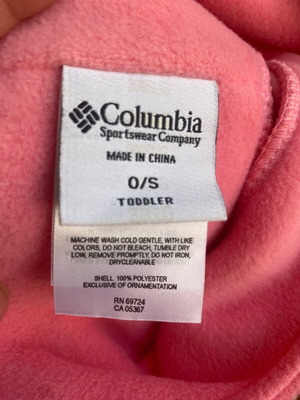 Columbia
Sportswear Company
MADE IN CHINA
O/S
TODDLER
MACHINE WASH COLD GENTLE, WITH LIKE
COLORS, DO NOT BLEACH, TUMBLE DRY
LOW, REMOVE PROMPTLY, DO NOT IRON,
DRYCLEANABLE
SHELL: 100% POLYESTER
EXCLUSIVE OF ORNAMENTATION
RN 69724
CA 05367